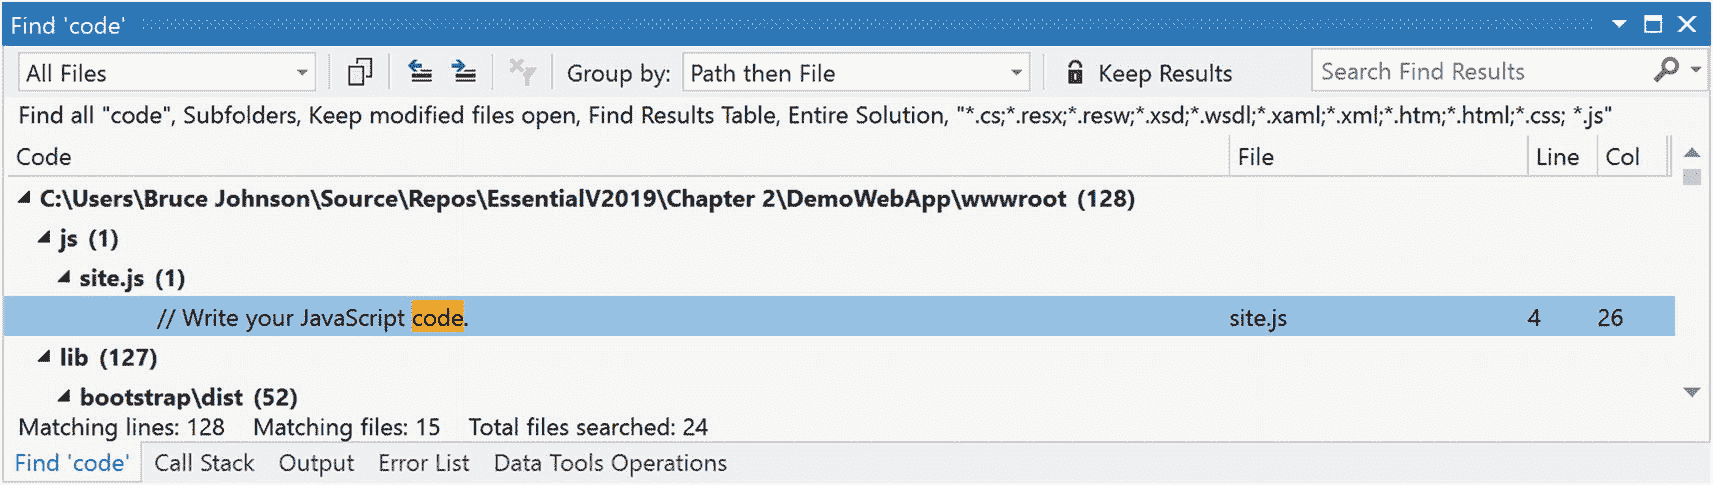 Find 'code'
All Files Group by: Path then File Keep Results Search Find Results
Find all "code", Subfolders, Keep modified files open, Find Results Table, Entire Solution, "*.cs;*.resx;*.resw;*.xsd;*.wsdl;*.xaml;*.xml;*.htm;*.html;*.css; *.js"
Code File Line Col
C:\Users\Bruce Johnson\Source\Repos\EssentialV2019\Chapter 2\DemoWebApp\wwwroot (128)
js (1)
site.js (1)
// Write your JavaScript code. site.js 4 26
lib (127)
bootstrap\dist (52)
Matching lines: 128 Matching files: 15 Total files searched: 24
Find 'code' Call Stack Output Error List Data Tools Operations